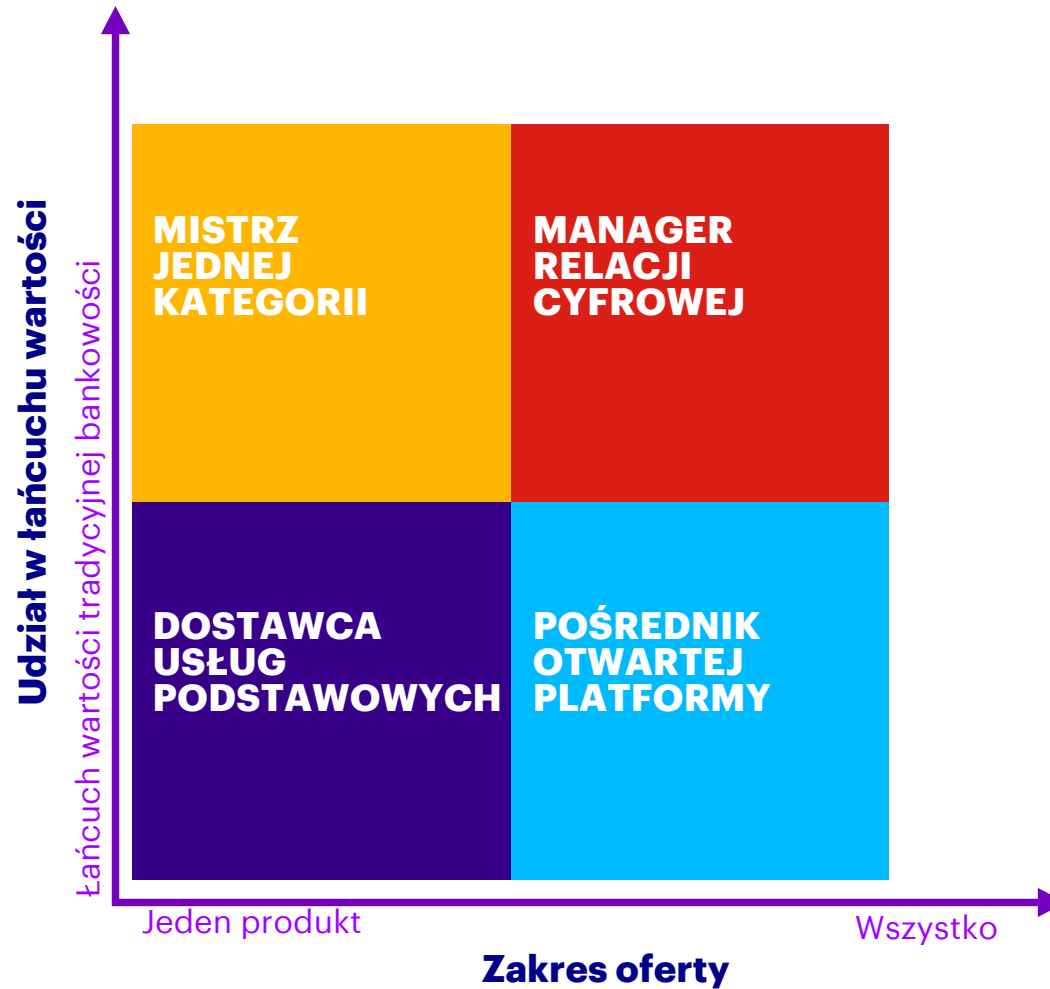 Udział w łańcuchu wartości
Łańcuch wartości tradycyjnej bankowości
MISTRZ
JEDNEJ
KATEGORII
MANAGER
RELACJI
CYFROWEJ
DOSTAWCA
USŁUG
PODSTAWOWYCH
POŚREDNIK
OTWARTEJ
PLATFORMY
Jeden produkt
Wszystko
Zakres oferty